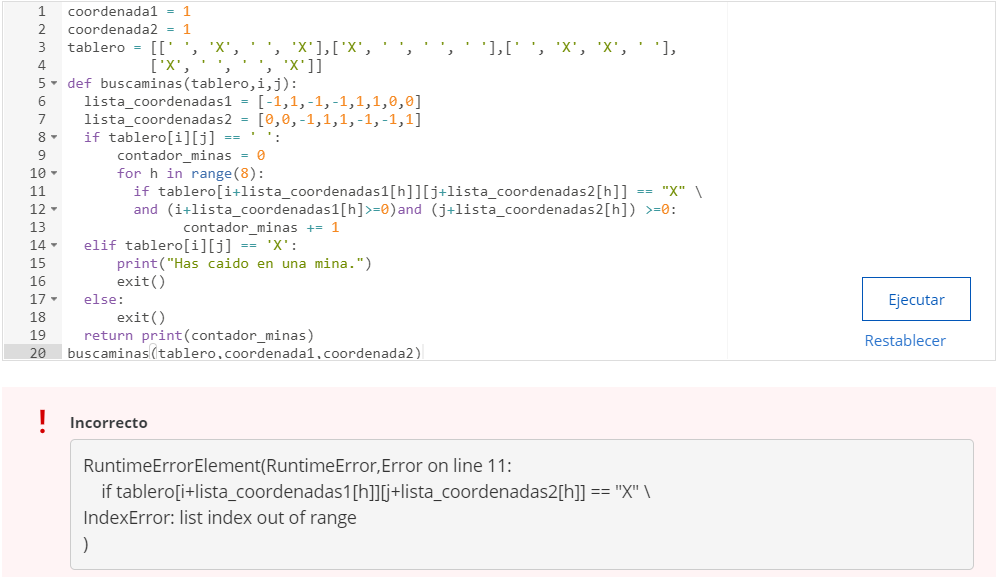 1 coordenada1 = 1
2 coordenada2 = 1
3 tablero = [[' ', 'X', ' ', 'X'],['X', ' ', ' ', ' '],[' ', 'X', 'X', ' '],
4           ['X', ' ', ' ', 'X']]
5 def buscaminas(tablero,i,j):
6   lista_coordenadas1 = [-1,1,-1,-1,1,1,0,0]
7   lista_coordenadas2 = [0,0,-1,1,1,-1,-1,1]
8   if tablero[i][j] == ' ':
9       contador_minas = 0
10       for h in range(8):
11         if tablero[i+lista_coordenadas1[h]][j+lista_coordenadas2[h]] == "X" \
12         and (i+lista_coordenadas1[h]>=0)and (j+lista_coordenadas2[h]) >=0:
13               contador_minas += 1
14   elif tablero[i][j] == 'X':
15       print("Has caido en una mina.")
16       exit()
17   else:
18       exit()
19   return print(contador_minas)
20 buscaminas(tablero,coordenada1,coordenada2)
Ejecutar
Restablecer
! Incorrecto
RuntimeErrorElement(RuntimeError,Error on line 11:
if tablero[i+lista_coordenadas1[h]][j+lista_coordenadas2[h]] == "X" \
IndexError: list index out of range
)